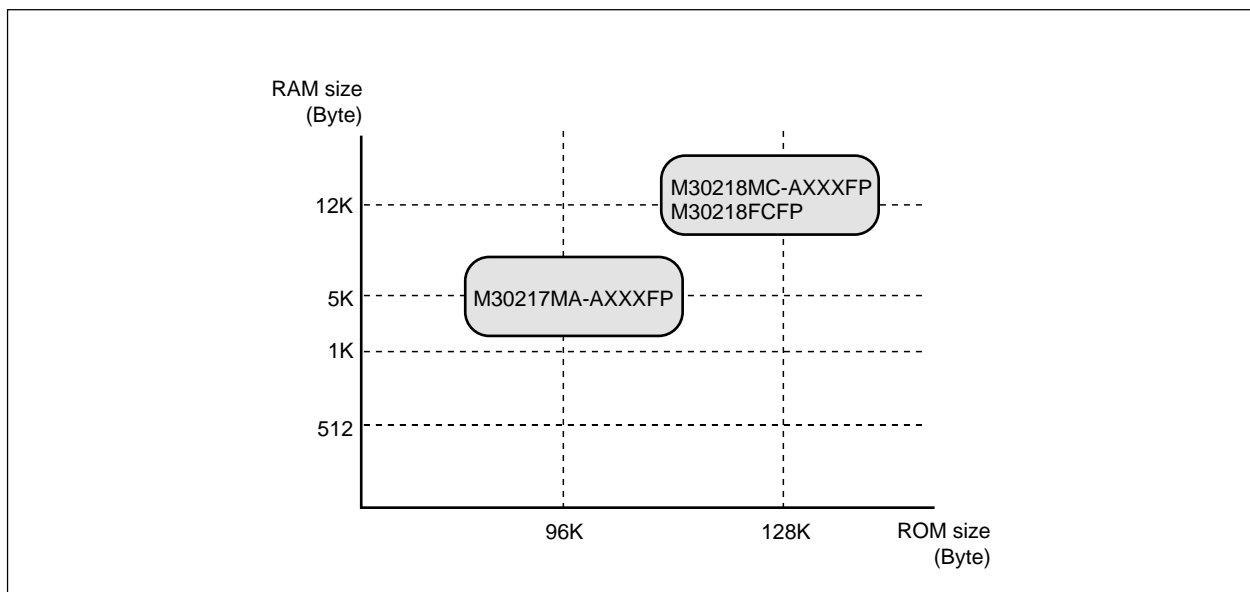 RAM size
(Byte)
M30218MC-AXXXFP
M30218FCFP
12K
M30217MA-AXXXFP
5K
1K
512
96K
128K
ROM size
(Byte)